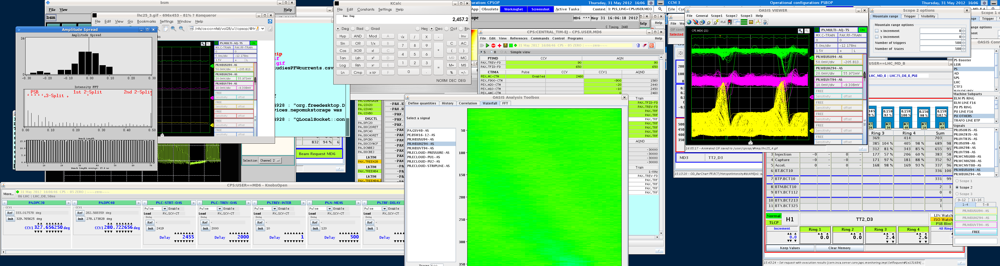 bsm
File View Help
bsm
lhc25_3.gif - 696x453 - 81% ? Konqueror
File Edit View Go Bookmarks Settings Window Help
/nfs/cs-ccr-nfs6/vol28/u1/cpsop/@tr
Amplitude Spread
Amplitude Spread
24
0
-0.30 -0.20 -0.10 0.00 0.10 0.20 0.30
Intensity FFT
PSB 3-Split 1st 2-Split 2nd 2-Split
0.00 0.10 0.20 0.30 0.40 0.50
Bunch Length
15.0
10.0
5.0
0.0
1 10 20 30 40 50 60 70
Bunch length average: 15.6 ns
PX.MULTI-AQ-TS ON
MX.C-TRAIN PAX.RF-TRAIN
0 0
5.0ns/div -12.178ns
1.5V + L
PR.WBUSU94-AS
50.0mV/div -205.813...
PR.WBUHZ94-AS
20.0mV/div 55.973mV
PR.WBUVT94-AS
10.0mV/div -9.308mV
FREE
Sensitivity offset
FREE
Sensitivity offset
FREE
Sensitivity offset
FREE
Sensitivity offset
FREE
Sensitivity offset
zip
.gif
tudiesPFWcurrents.csv
4928 : "org.freedesktop.D
vices.nepomukstorage was
4928 : "QLocalSocket::con
832 94 % 6
Beam Request MD6
Selection Channel 2
KCalc
File Edit Constants Settings Help
Dec Deg
2,457.2
Deg Rad Grad Hex Dec Oct Bin
Hyp AND Mod A √x / X - Inv
Sin OR 1/x B 7 8 9 + C AC
Cos XOR x! C 4 5 6 ( )
Tan Lsh x² D 1 2 3 = MR MC
Log Rsh xʸ E 0 . M+ MS
Ln Cmp x·10ʸ F % +/-
NORM DEC DEG
uration: CPSOP Thursday, 31 May 2012 16:06
App Obsolete WorkingSet Screenshot Active Tasks Context 1: PLS_LINE=CPS.USER.MD3
ope MD6 *** May 31 16:06:18 2012
C Timing 2448
Help
CPS:CENTRAL_TIM-EJ - CPS.USER.MD6
File Edit View References Commands Control Programs Help
31 May 2012 16:06:46 CPS - 05 ZERO | ~~~zero~~~
S R A Simple view
PTIMD CCV AQN
PAX.TREV-FD 90 90
PAX.TFID-FD 650 650
CTIMA Pulse CCV CCV1 AQND
PEX.MC-CTM Enabled 2460
PEX.F900-CTM -900 1560
PEX.W20-CTM -20 2440
PEX.W10-CTM -10 2450
PEX.AMC-CTM 0 2460
Train
PAX.TFID-FD
PAX.TREV-FD
PAX.TRF
PAX.TRF
PAX.TRF
PAX.TRF
PAX.TRF
PAX.TRF
PAX.TRF
AQND
-30000
-30000
-30000
-30000
Train
1-KHz
PAX.TREV-FD
PAX.TRF
PAX.TRF
PAX.TRF
PAX.TRF
PA.GSHDGAIN
PA.GSV20
PA.GSV40
PA.GSV80
DIGCTL
PA.DPC20
PA.DDC20RET
PA.DPC40
PA.DDC40RET
PA.DPC80
PA.DDCSYNCF
PA.DCNBEJ
PA.DDCBEJ
LKTIM
PAX.TREEH28
LKTIM
PAX.TREEH84
LKTIM
OASIS Analysis Toolbox
Define quantities History Correlation Waterfall FFT
Select a signal
PA.GSV40-AS
PE.BSW16-12-AS
PR.WBUSU94-AS
PR.WBUHZ94-AS
PR.WBUVT94-AS
PR.ECLOUD-PRESSURE-AS
PR.ECLOUD-PU1-AS
PR.ECLOUD-PU2-AS
PR.ECLOUD-STRIPLINE-AS
50
100
150
200
250
300
350
CPS:USER==MD6 - KnobsOpen
More... 31 May 2012 16:06:46 CPS - 05 ZERO | ~~~zero~~~
06 LHC | LHC_DB_50ns
PA.DPC20 PA.DPC40 PX.C-STRT-OAS PX.C-TREV-OAS PX.TREV-INTER PX.N-MEAS PX.TRF-DELAY
CCV1
Ref 333.017578 deg
Init 329.765625 deg
CCV1 327.656250 deg
CCV1
Ref 282.568359 deg
Init 278.173828 deg
CCV1 280.722656 deg
Pulse Enable
Load PX.SCY-CT
Delay
Ref -
Init 2419
Delay 2455
Pulse Enable
Load PX.SCY-CT
Delay
Ref -
Init 2000
Delay 2000
Pulse Enable
Load PX.SCY-CT
Delay
Ref -
Init 10
Delay 1
Pulse Enable
Load PX.SCY-CT
Delay
Ref -
Init 120
Delay 500
Pulse Enable
Load PX.SCY-CT
Delay
Ref -
Init 1
Delay
CCM 3 Operational configuration: PSBOP Thursday, 31 May 2012 16:06
OASIS VIEWER
File General Scope1 Scope2 Scope3 Help
PLS
CPS:MD6 (21)
PX.MULTI-AQ-TS ON
MX.C-TRAIN PAX.RF-TRAIN
0 0
5.0ns/div -12.178ns
1.5V + L
PR.WBUSU94-AS
50.0mV/div -205.813...
PR.WBUHZ94-AS
20.0mV/div 55.973mV
PR.WBUVT94-AS
10.0mV/div -9.308mV
FREE
Sensitivity offset
FREE
Sensitivity offset
FREE
Sensitivity offset
FREE
Sensitivity offset
FREE
Sensitivity offset
16:05:17 - Animated GIF saved to /user/cpsop/@tmp/lhc25_4.gif
MD3 TT2_D3
15:13:20 - OD_BarChart PR.BCT/HotspotIntensity#dcAftEje1: w
Scope 2 options
Mountain range Trigger Visibility
Mountain range options
x increment 0
y increment 0
Number of triggers 500
Number of traces 500
USER==LHC_MD_B
LHC_MD_B | LHC25_DB_B_PSB
0.159 97 % BCT 30
0.159 100 % BCT 40
0.156 98 % BCT 50
0.159 102 % BCT 60
Ring 3 Ring 4 Sum
369 414 703
385 104 % 405 98 % 689 98
312 81 % 343 85 % 655 95
3 Injection -0 -0 177 57 % 206 60 % 383 58
4 Capture -0 -0 171 97 % 181 88 % 352 92
5 Accel. 0 - 0 - 168 98 % 169 93 % 337 96
6 BT.BCT10 336 100
7 BTP.BCT10 331 99
8 BTM.BCT10 2 1
9 BTY.BCT112 0 0
10 BTY.BCT213 3
11 BTY.BCT325 1
Normal
TLCP
H1 TT2_D3
LIN Watch
ISO Watch
PSB Blm'
Increment Ring 1 Ring 2 Ring 3 Ring 4 All Rings
0.0 0.0 0.0 2.4 2.6
Keep Values Clear Memory
15:43:24 - Set request with execution results [cern.inca.server.core.japc.monitoring.impl.SetRequest@1e131684[ ...
PS Booster
LEIR
PS
AD
SPS
LHC
CTF3
Machine Subparts
BLM PS RING
BLM LINE F16
PU PS RING
PU LINE F16
PU OTHERS
TRAFO LINE BTP
Signals
PR.USU83S-AS
PR.UHZ83S-AS
PR.UVT83S-AS
PR.USU98-AS
PR.UHZ98-AS
PR.UVT98-AS
PR.WCMSU00-AS
PR.WCMHZ00-AS
PR.WCMVT00-AS
PR.WBUSU94-AS
PR.WBUHZ94-AS
Scope 1
Scope 2
Scope 3
9-12 13-16
1-4 5-8
PR.WBUSU94-AS
PR.WBUHZ94-AS
PR.WBUVT94-AS
FREE